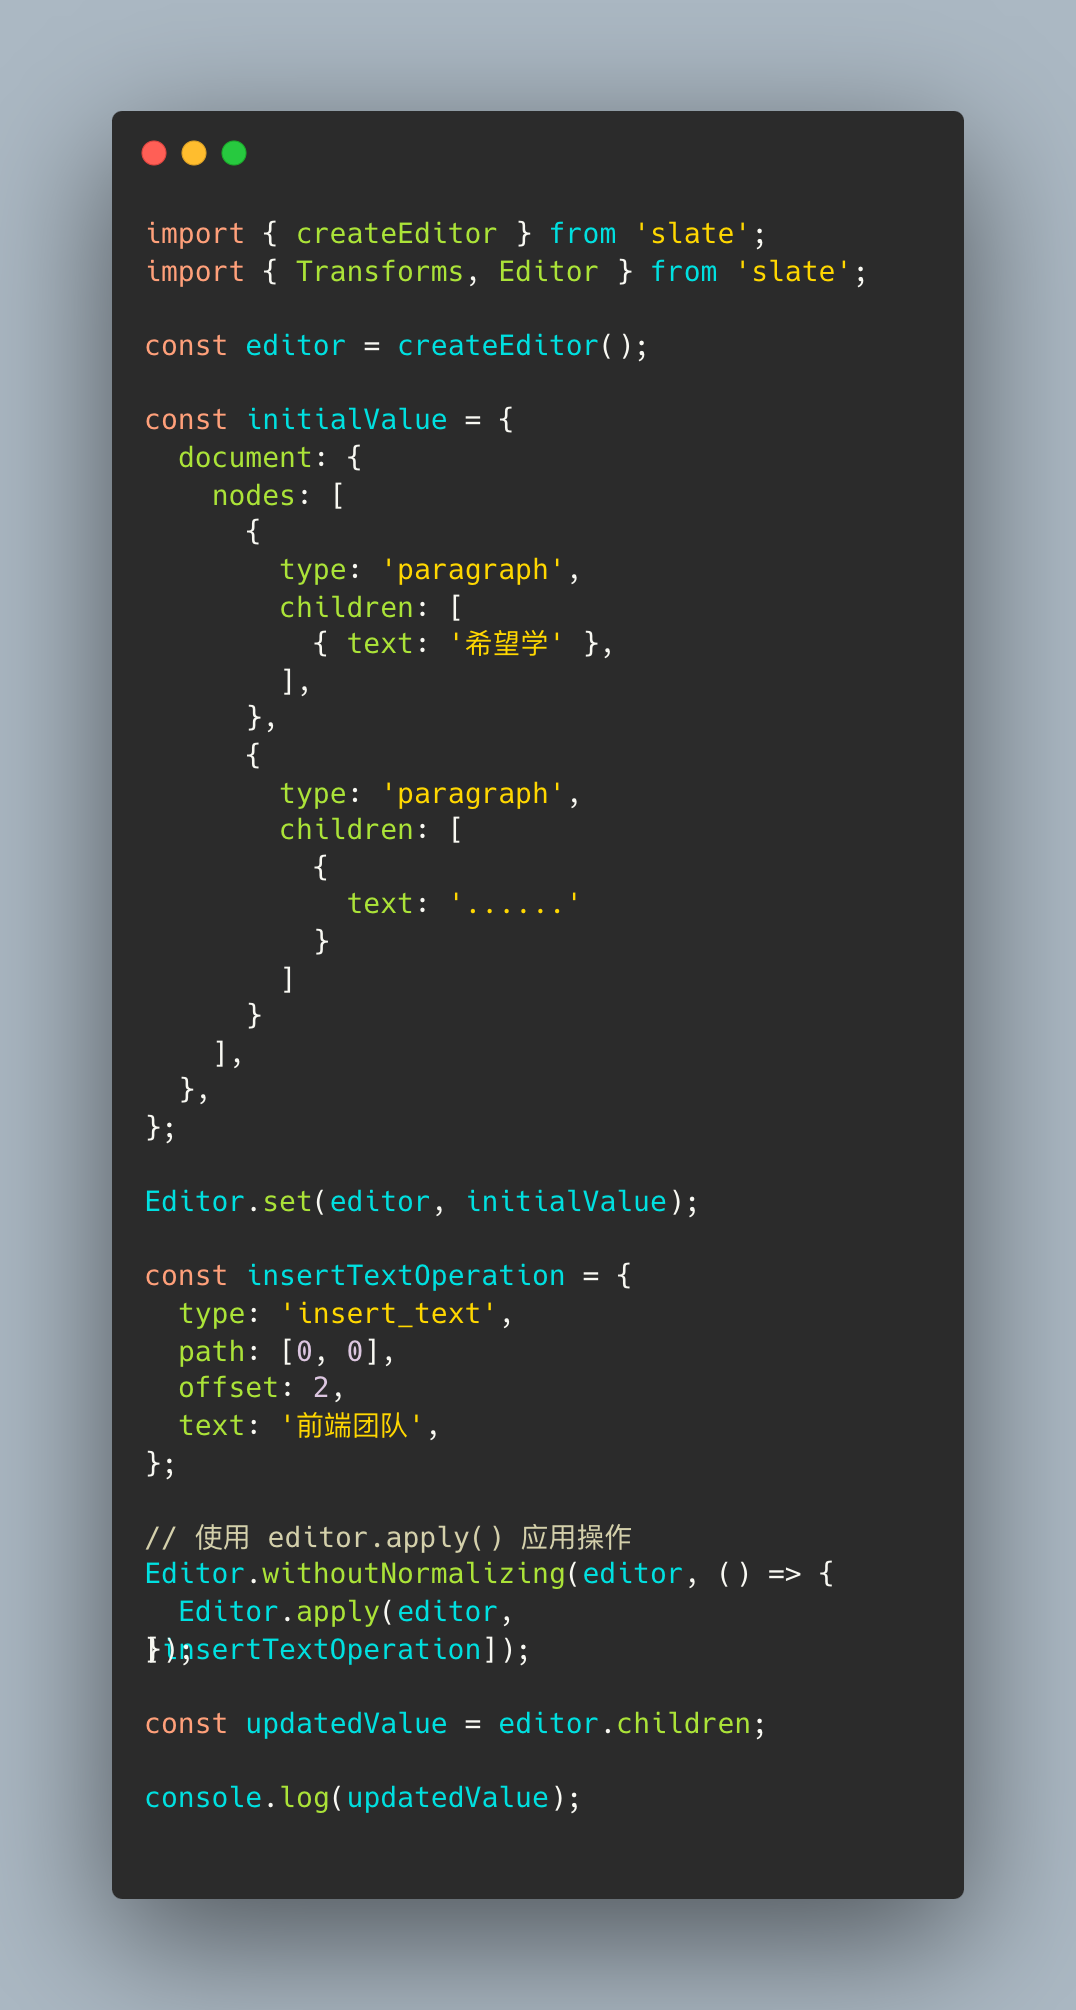 import { createEditor } from 'slate';
import { Transforms, Editor } from 'slate';
const editor = createEditor();
const initialValue = {
  document: {
    nodes: [
      {
        type: 'paragraph',
        children: [
          { text: '希望学' },
        ],
      },
      {
        type: 'paragraph',
        children: [
          {
            text: '......'
          }
        ]
      }
    ],
  },
};
Editor.set(editor, initialValue);
const insertTextOperation = {
  type: 'insert_text',
  path: [0, 0],
  offset: 2,
  text: '前端团队',
};
// 使用 editor.apply() 应用操作
Editor.withoutNormalizing(editor, () => {
  Editor.apply(editor,
[insertTextOperation]);
});
const updatedValue = editor.children;
console.log(updatedValue);